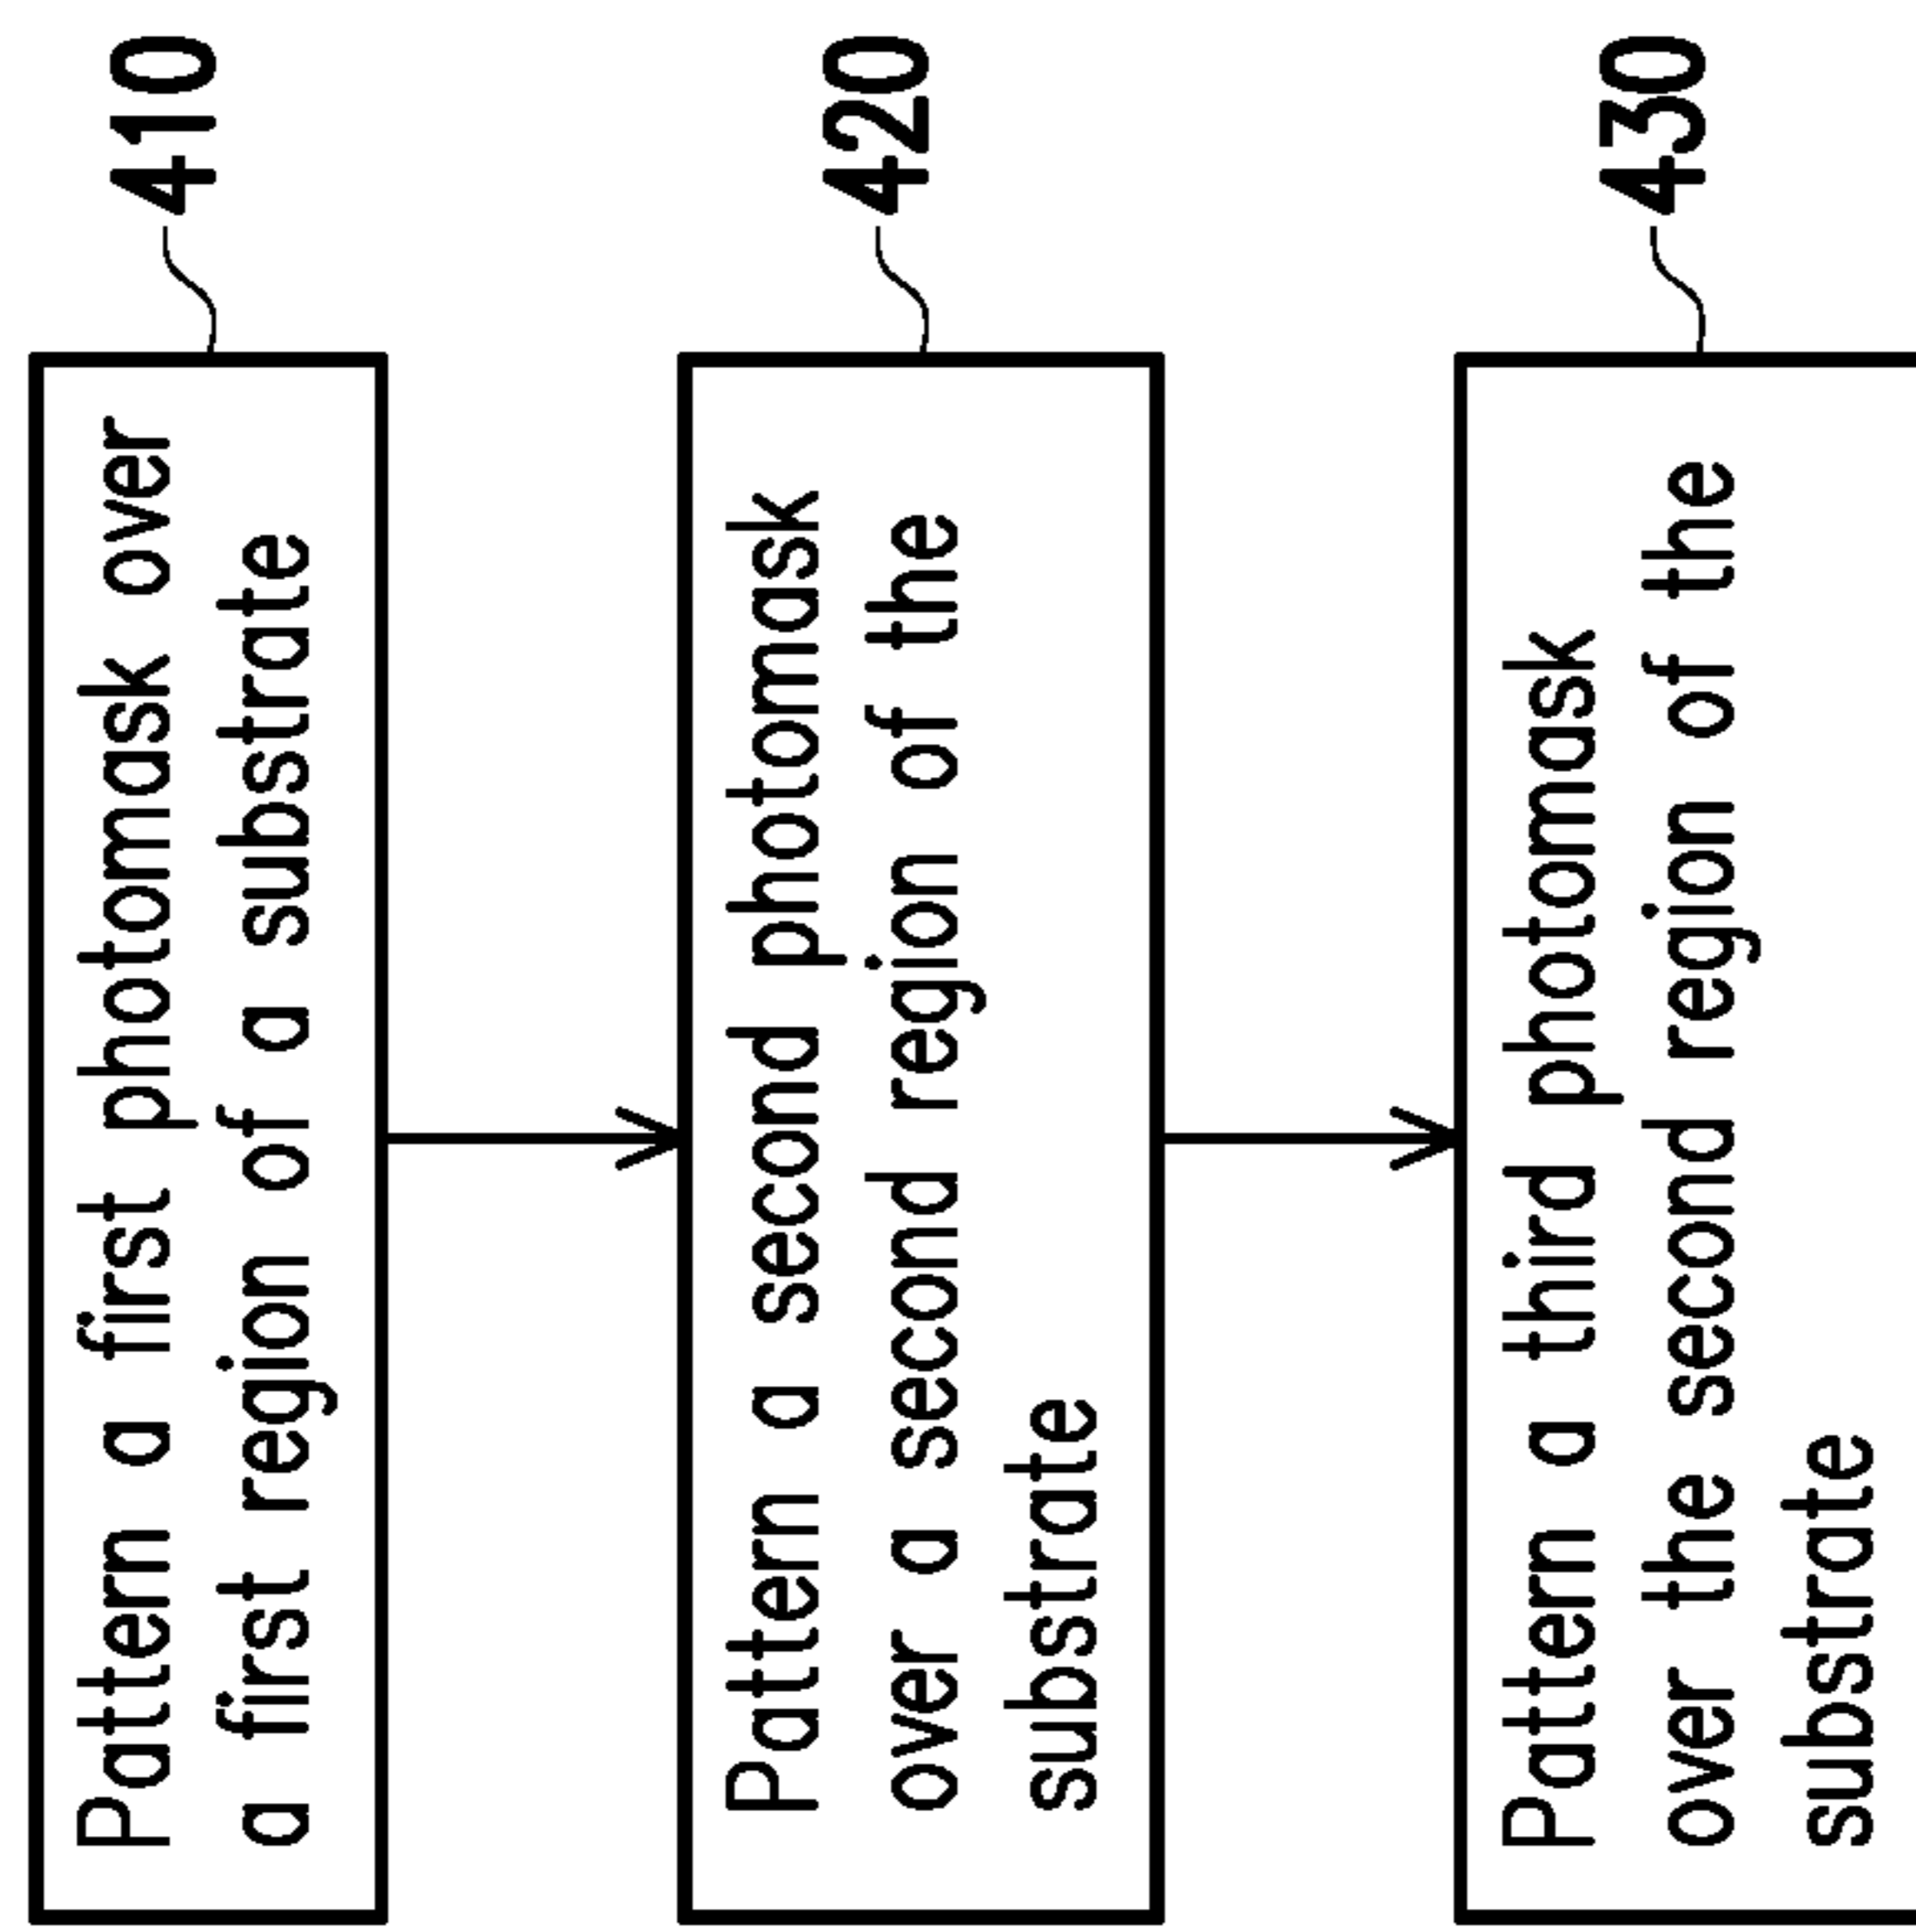 Pattern a first photomask over
a first region of a substrate
410
Pattern a second photomask
over a second region of the
substrate
420
Pattern a third photomask
over the second region of the
substrate
430